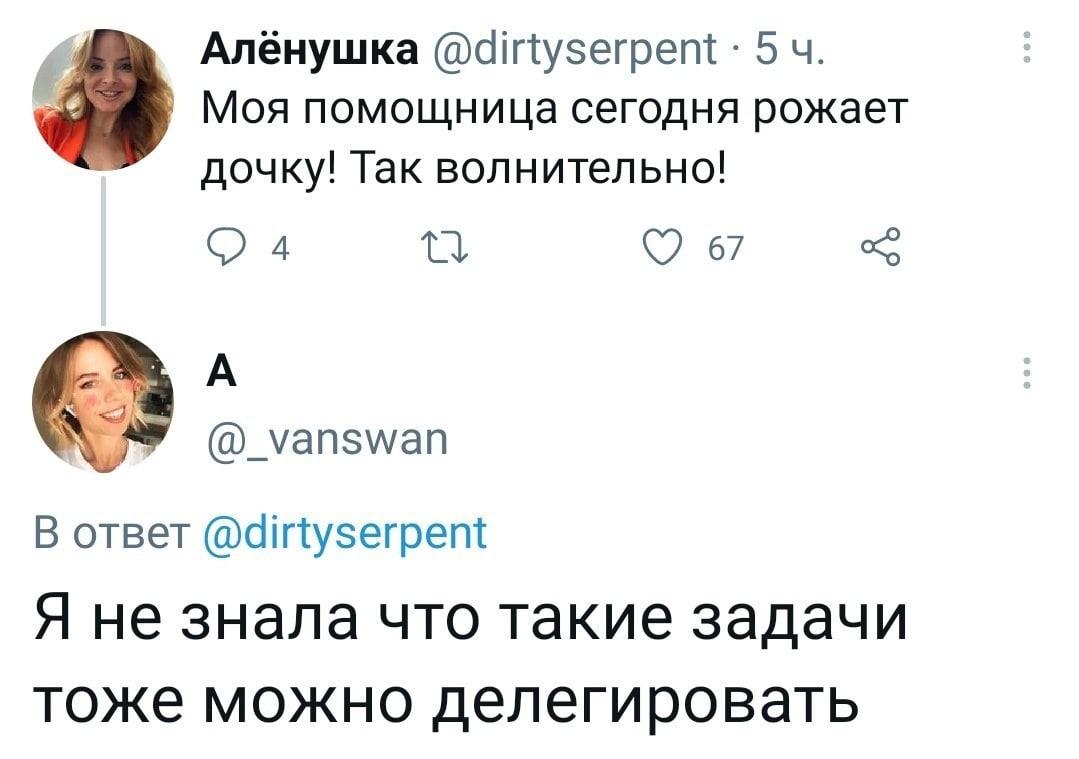 Алёнушка @dirtyserpent · 5 ч.
Моя помощница сегодня рожает
дочку! Так волнительно!
4 67
А
@_vanswan
В ответ @dirtyserpent
Я не знала что такие задачи
тоже можно делегировать